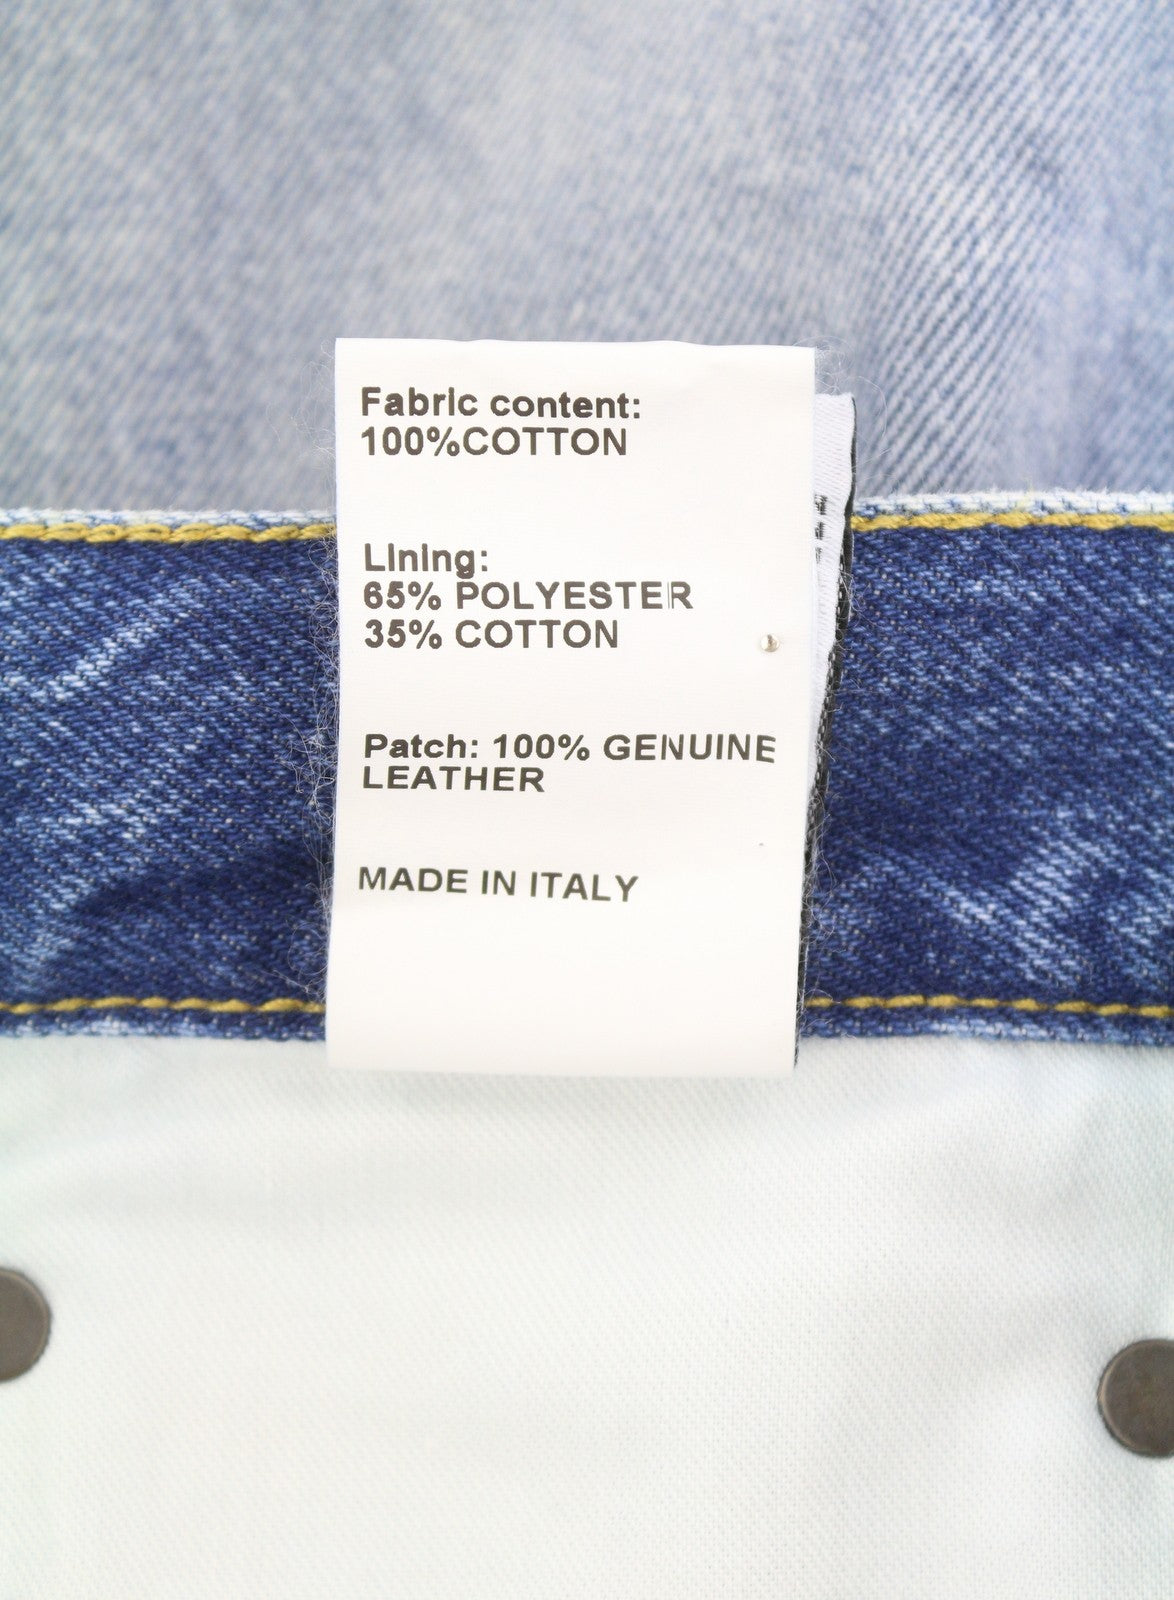 Fabric content:
100%COTTON
Lining:
65% POLYESTER
35% COTTON
Patch: 100% GENUINE
LEATHER
MADE IN ITALY